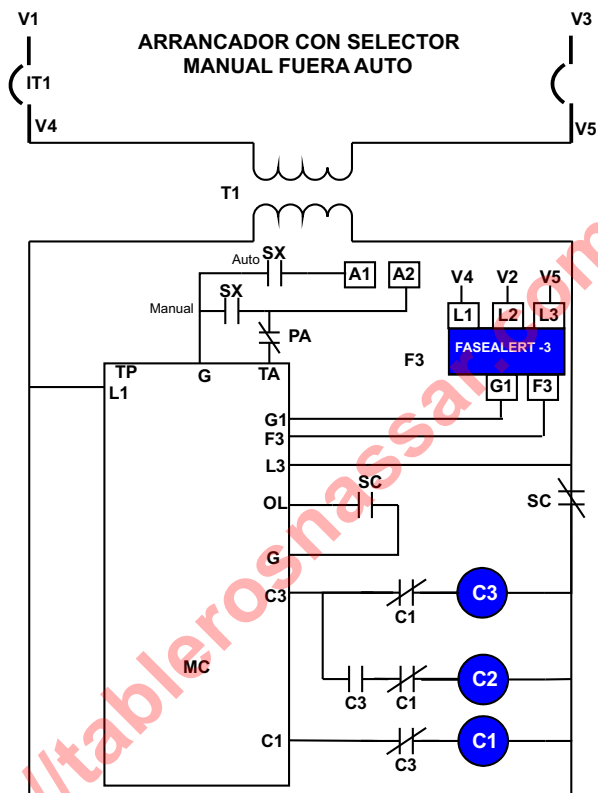 V1
V3
ARRANCADOR CON SELECTOR
MANUAL FUERA AUTO
IT1
V4
V5
T1
Auto
SX
A1
A2
Manual
SX
PA
V4
V2
V5
L1
L2
L3
F3
FASEALERT -3
G1
F3
TP
G
TA
L1
G1
F3
L3
OL
SC
SC
G
C3
C1
C3
MC
C3
C1
C2
C1
C3
C1
//tablerosnassar.com